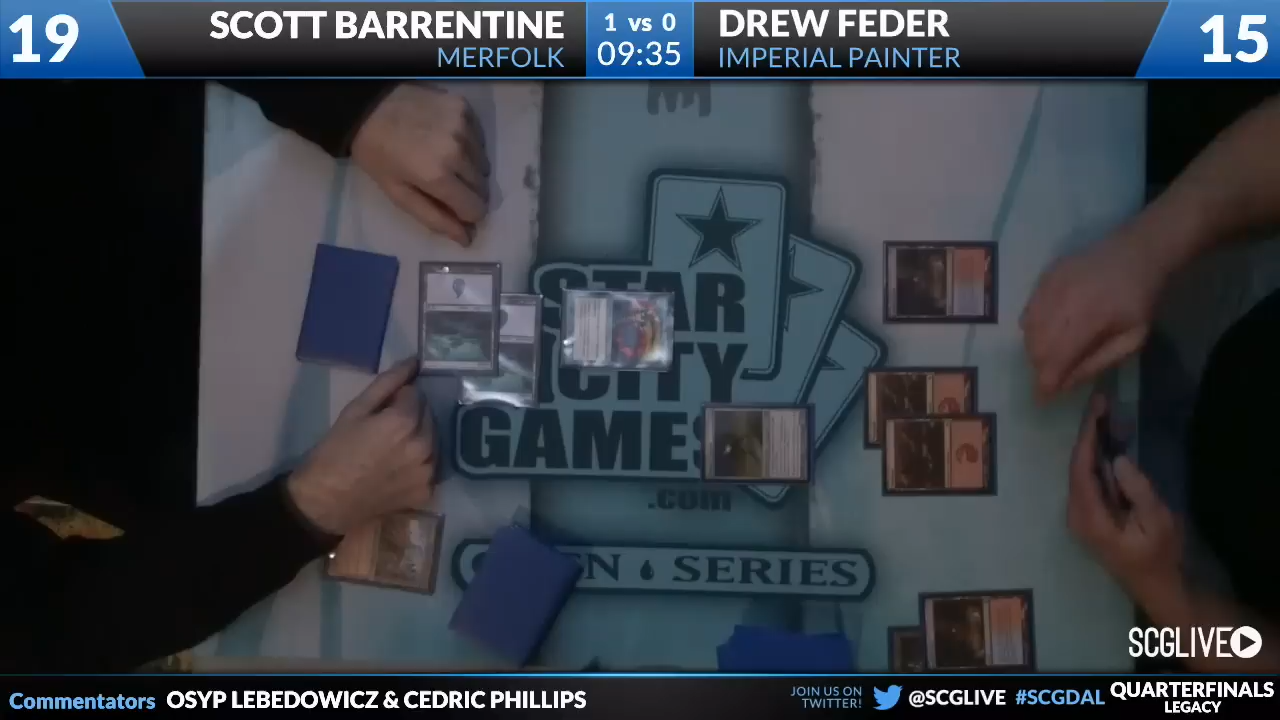 19
SCOTT BARRENTINE
MERFOLK
1 vs 0
09:35
DREW FEDER
IMPERIAL PAINTER
15
STAR
CITY
GAMES
.com
OPEN SERIES
SCGLIVE
Commentators OSYP LEBEDOWICZ & CEDRIC PHILLIPS
JOIN US ON
TWITTER!
@SCGLIVE #SCGDAL
QUARTERFINALS
LEGACY